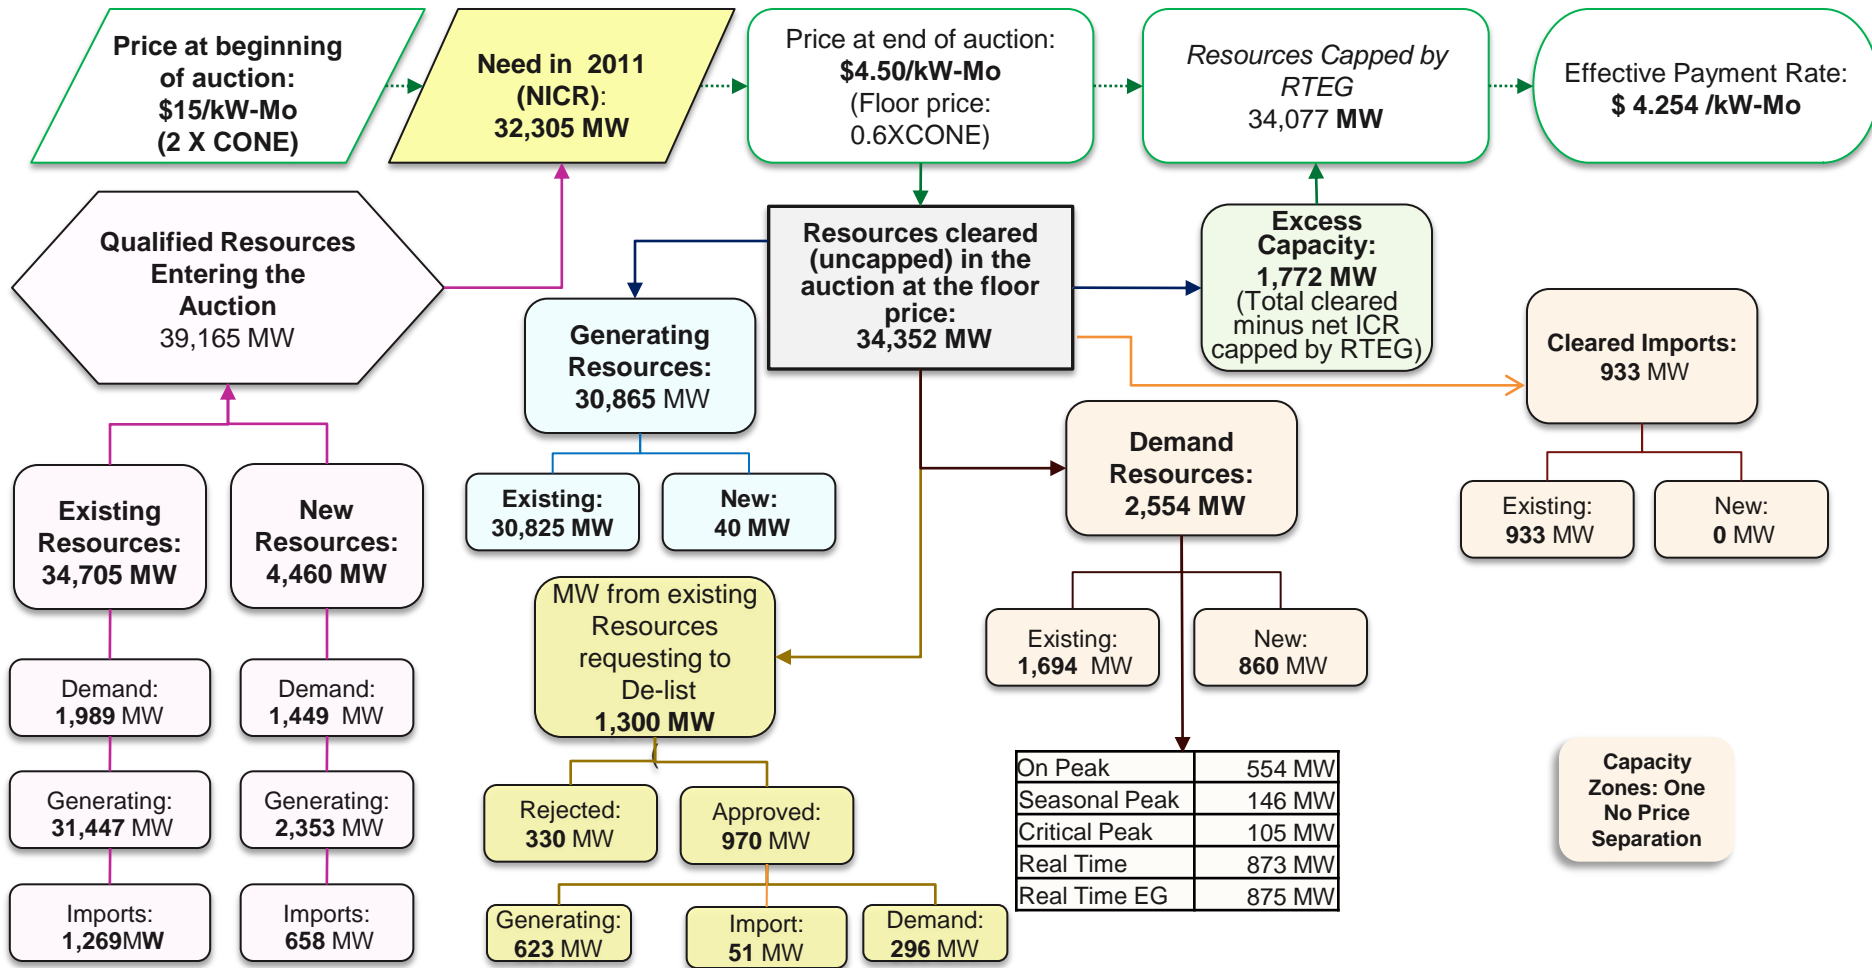 Price at beginning
of auction:
$15/kW-Mo
(2 X CONE)
Need in 2011
(NICR):
32,305 MW
Price at end of auction:
$4.50/kW-Mo
(Floor price:
0.6XCONE)
Resources Capped by
RTEG
34,077 MW
Effective Payment Rate:
$ 4.254 /kW-Mo
Qualified Resources
Entering the
Auction
39,165 MW
Resources cleared
(uncapped) in the
auction at the floor
price:
34,352 MW
Excess
Capacity:
1,772 MW
(Total cleared
minus net ICR
capped by RTEG)
Generating
Resources:
30,865 MW
Cleared Imports:
933 MW
Existing
Resources:
34,705 MW
New
Resources:
4,460 MW
Existing:
30,825 MW
New:
40 MW
Demand
Resources:
2,554 MW
Existing:
933 MW
New:
0 MW
MW from existing
Resources
requesting to
De-list
1,300 MW
(
Existing:
1,694 MW
New:
860 MW
Demand:
1,989 MW
Demand:
1,449 MW
Generating:
31,447 MW
Generating:
2,353 MW
Imports:
1,269MW
Imports:
658 MW
Rejected:
330 MW
Approved:
970 MW
Generating:
623 MW
Import:
51 MW
Demand:
296 MW
On Peak 554 MW
Seasonal Peak 146 MW
Critical Peak 105 MW
Real Time 873 MW
Real Time EG 875 MW
Capacity
Zones: One
No Price
Separation